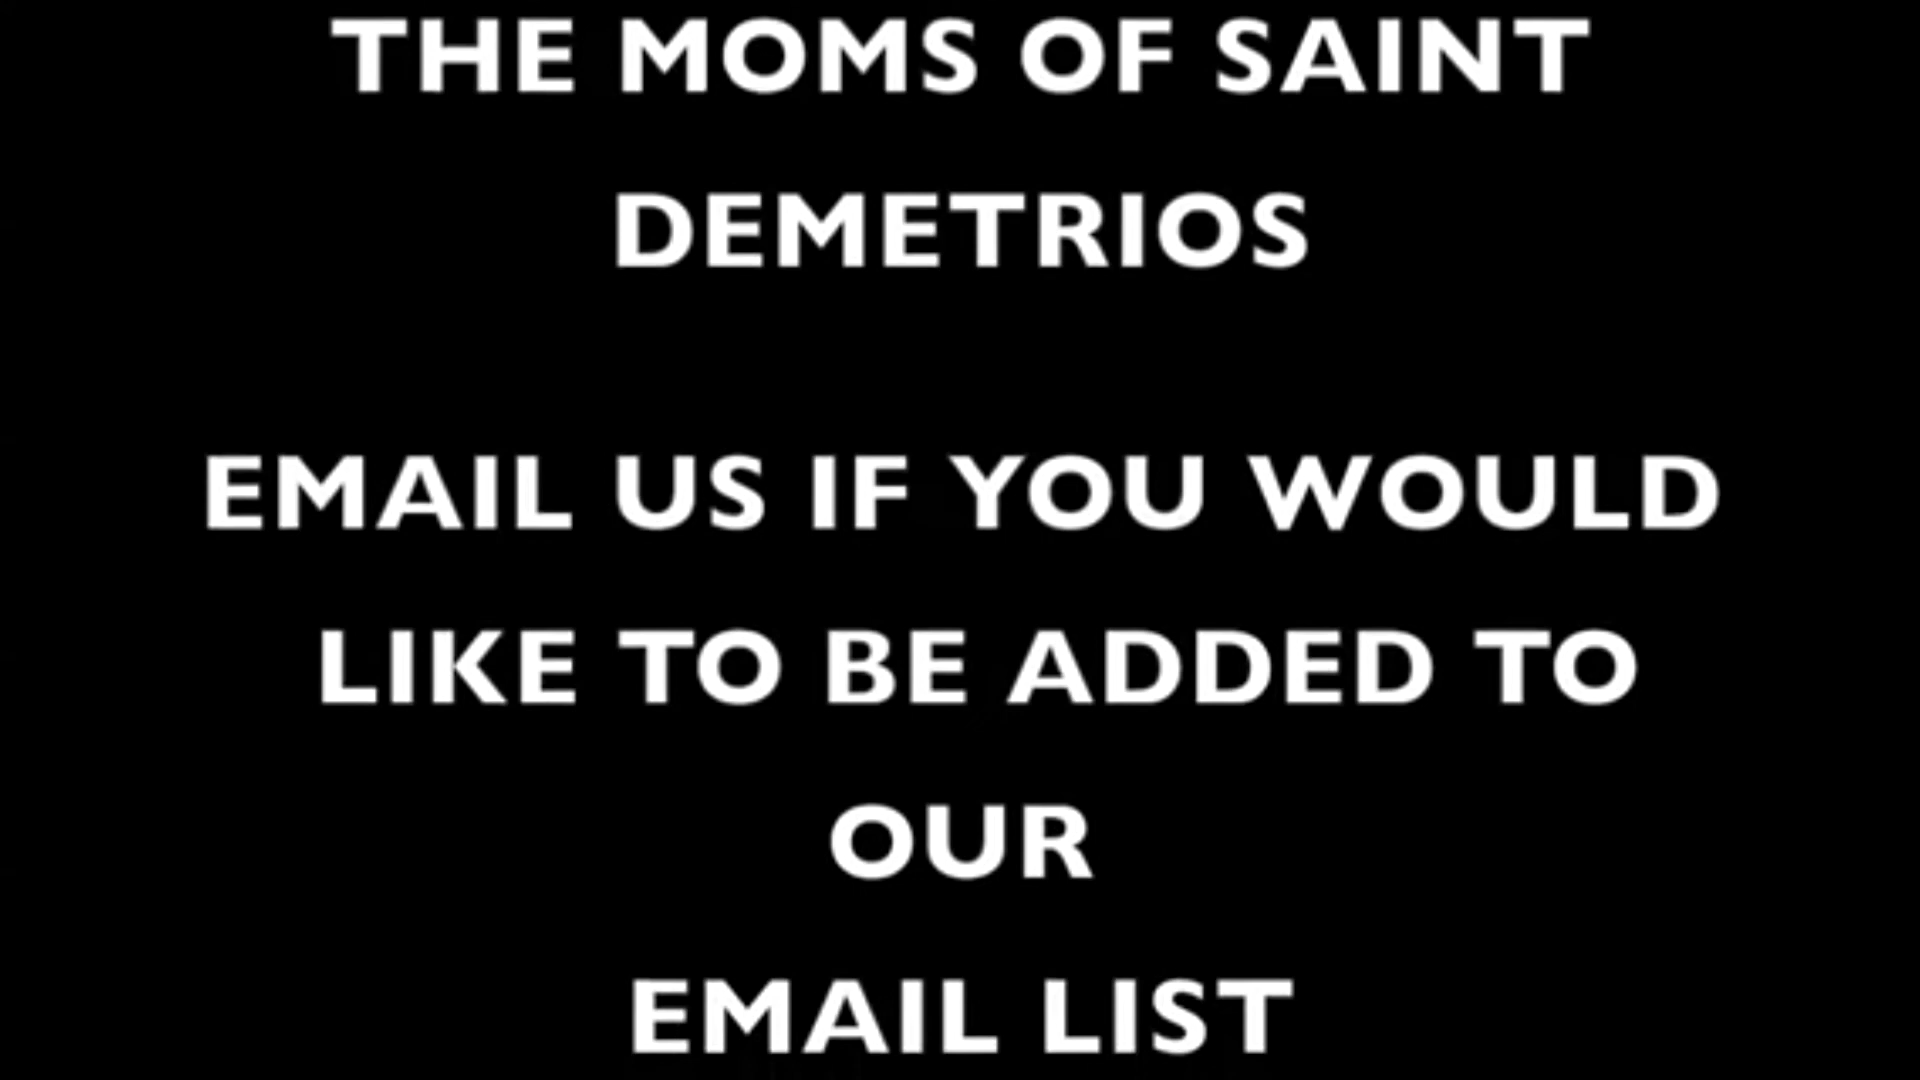 THE MOMS OF SAINT
DEMETRIOS
EMAIL US IF YOU WOULD
LIKE TO BE ADDED TO
OUR
EMAIL LIST